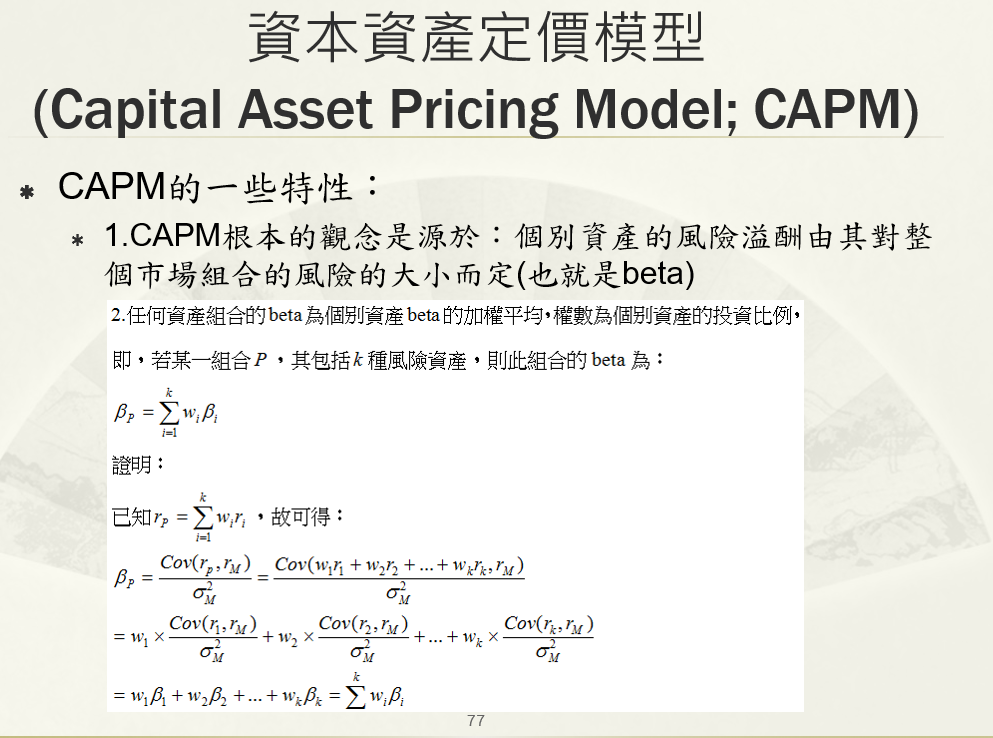 資本資產定價模型
(Capital Asset Pricing Model; CAPM)
✱ CAPM的一些特性：
✱ 1.CAPM根本的觀念是源於：個別資產的風險溢酬由其對整
個市場組合的風險的大小而定(也就是beta)
2.任何資產組合的beta為個別資產beta的加權平均，權數為個別資產的投資比例，
即，若某一組合 P ，其包括 k 種風險資產，則此組合的 beta 為：
$\beta_P = \sum_{i=1}^{k} w_i \beta_i$
證明：
已知 $r_P = \sum_{i=1}^{k} w_i r_i$ ，故可得：
$\beta_P = \frac{Cov(r_p, r_M)}{\sigma_M^2} = \frac{Cov(w_1 r_1 + w_2 r_2 + ... + w_k r_k, r_M)}{\sigma_M^2}$
$= w_1 \times \frac{Cov(r_1, r_M)}{\sigma_M^2} + w_2 \times \frac{Cov(r_2, r_M)}{\sigma_M^2} + ... + w_k \times \frac{Cov(r_k, r_M)}{\sigma_M^2}$
$= w_1 \beta_1 + w_2 \beta_2 + ... + w_k \beta_k = \sum_{i=1}^{k} w_i \beta_i$
77